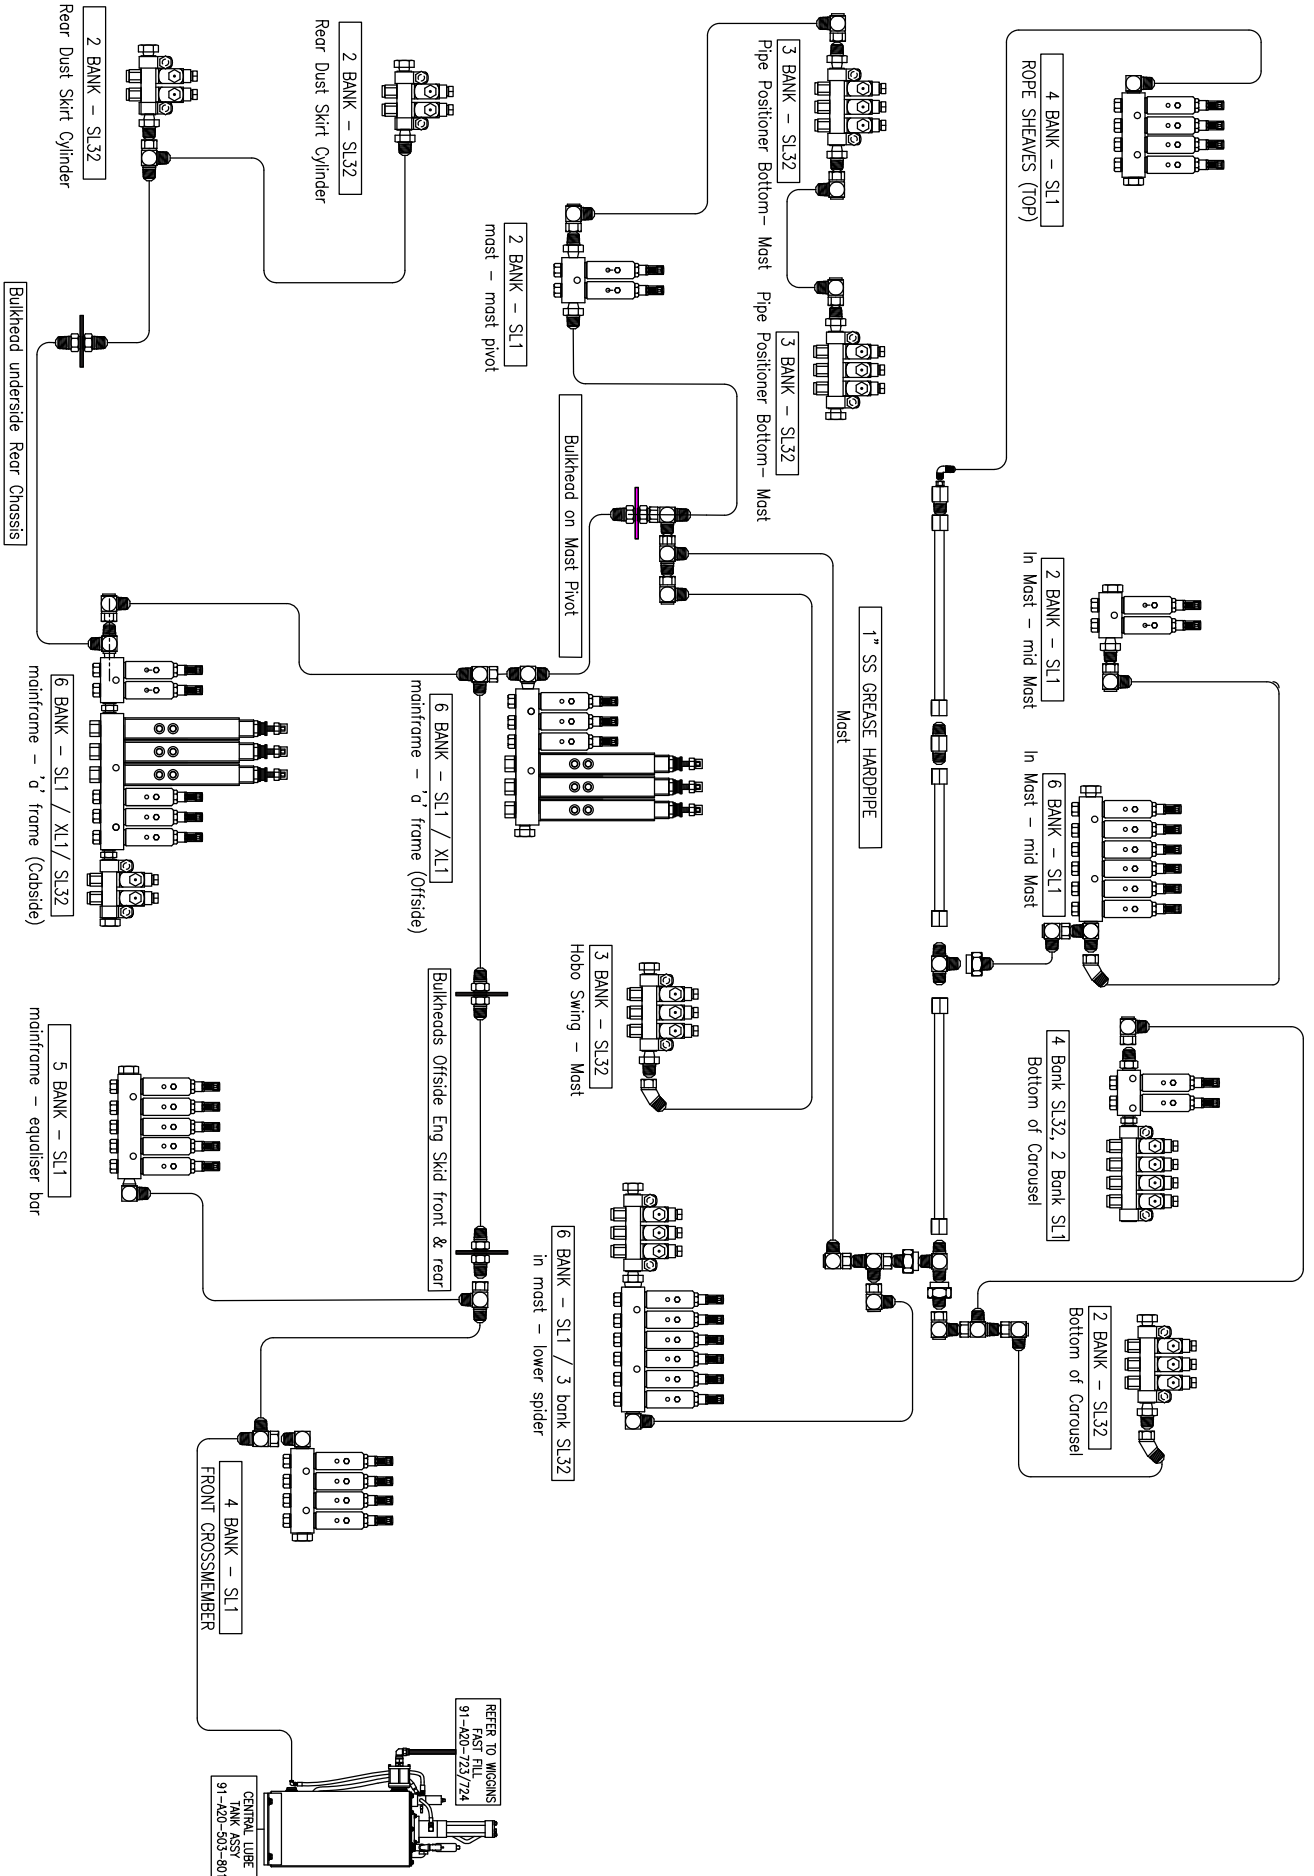 4 BANK - SL1
ROPE SHEAVES (TOP)
2 BANK - SL1
In Mast - mid Mast
6 BANK - SL1
In Mast - mid Mast
4 Bank SL32, 2 Bank SL1
Bottom of Carousel
2 BANK - SL32
Bottom of Carousel
3 BANK - SL32
Pipe Positioner Bottom- Mast
3 BANK - SL32
Pipe Positioner Bottom- Mast
1" SS GREASE HARDPIPE
Mast
2 BANK - SL1
mast - mast pivot
Bulkhead on Mast Pivot
3 BANK - SL32
Hobo Swing - Mast
6 BANK - SL1 / 3 bank SL32
in mast - lower spider
2 BANK - SL32
Rear Dust Skirt Cylinder
6 BANK - SL1 / XL1
mainframe - 'a' frame (Offside)
Bulkheads Offside Eng Skid front & rear
REFER TO WIGGINS
FAST FILL
91-A20-723/724
2 BANK - SL32
Rear Dust Skirt Cylinder
Bulkhead underside Rear Chassis
6 BANK - SL1 / XL1/ SL32
mainframe - 'a' frame (Cabside)
5 BANK - SL1
mainframe - equaliser bar
4 BANK - SL1
FRONT CROSSMEMBER
CENTRAL LUBE
TANK ASSY
91-A20-503-801